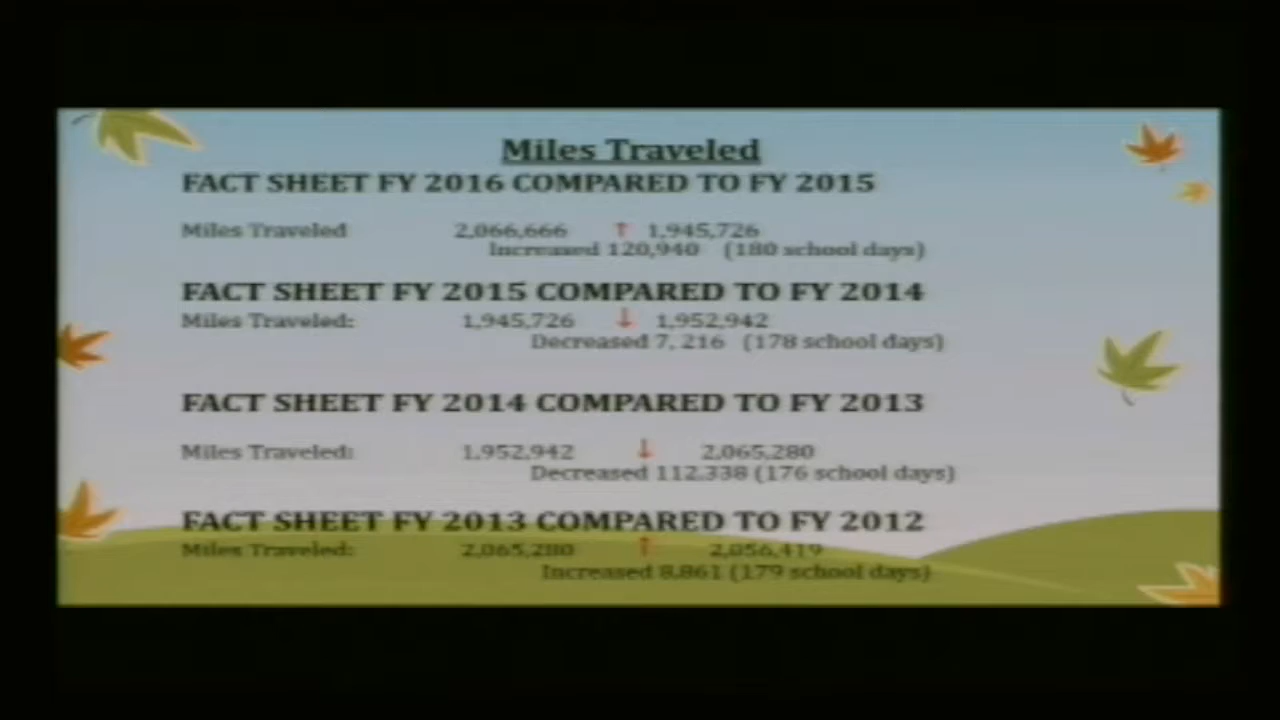 Miles Traveled
FACT SHEET FY 2016 COMPARED TO FY 2015
Miles Traveled 2,066,666 ↑ 1,945,726
Increased 120,940 (180 school days)
FACT SHEET FY 2015 COMPARED TO FY 2014
Miles Traveled: 1,945,726 ↓ 1,952,942
Decreased 7, 216 (178 school days)
FACT SHEET FY 2014 COMPARED TO FY 2013
Miles Traveled: 1,952,942 ↓ 2,065,280
Decreased 112,338 (176 school days)
FACT SHEET FY 2013 COMPARED TO FY 2012
Miles Traveled: 2,065,280 ↑ 2,056,419
Increased 8,861 (179 school days)